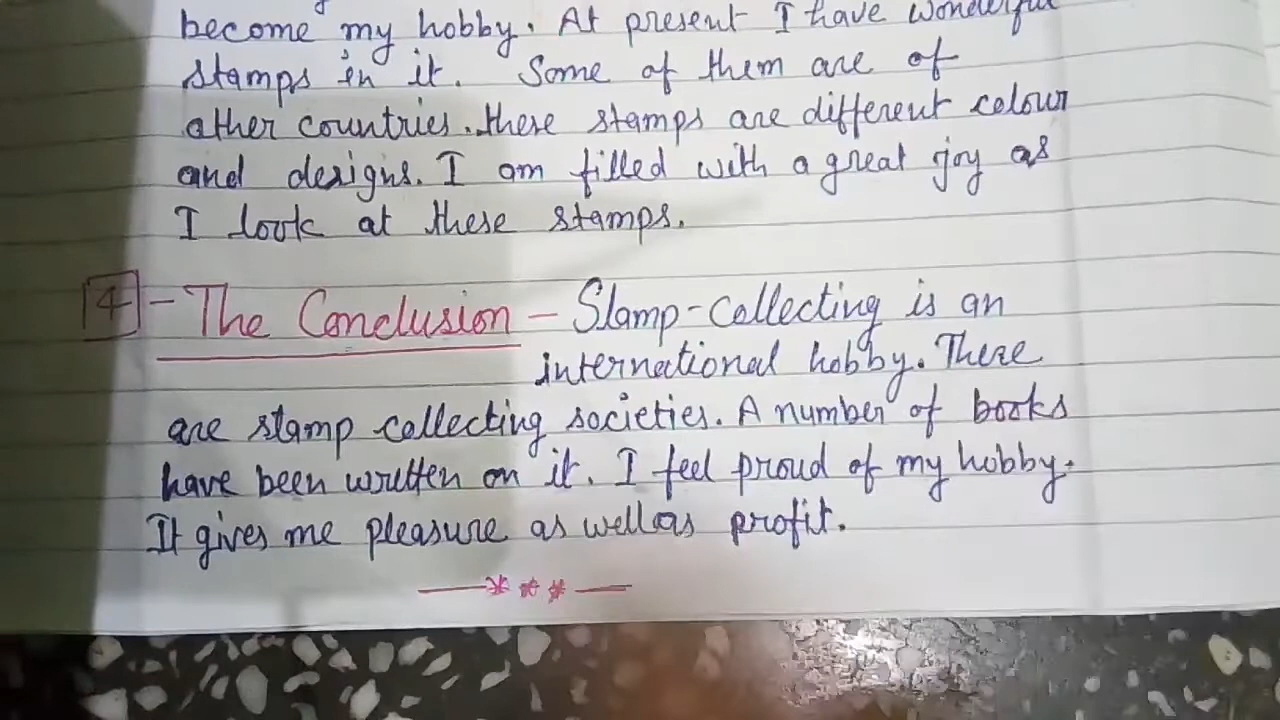 become my hobby. At present I have wonderful
stamps in it. Some of them are of
other countries. these stamps are different colour
and designs. I am filled with a great joy as
I look at these stamps.
4 - The Conclusion - Stamp-collecting is an
international hobby. There
are stamp collecting societies. A number of books
have been written on it. I feel proud of my hobby.
It gives me pleasure as well as profit.